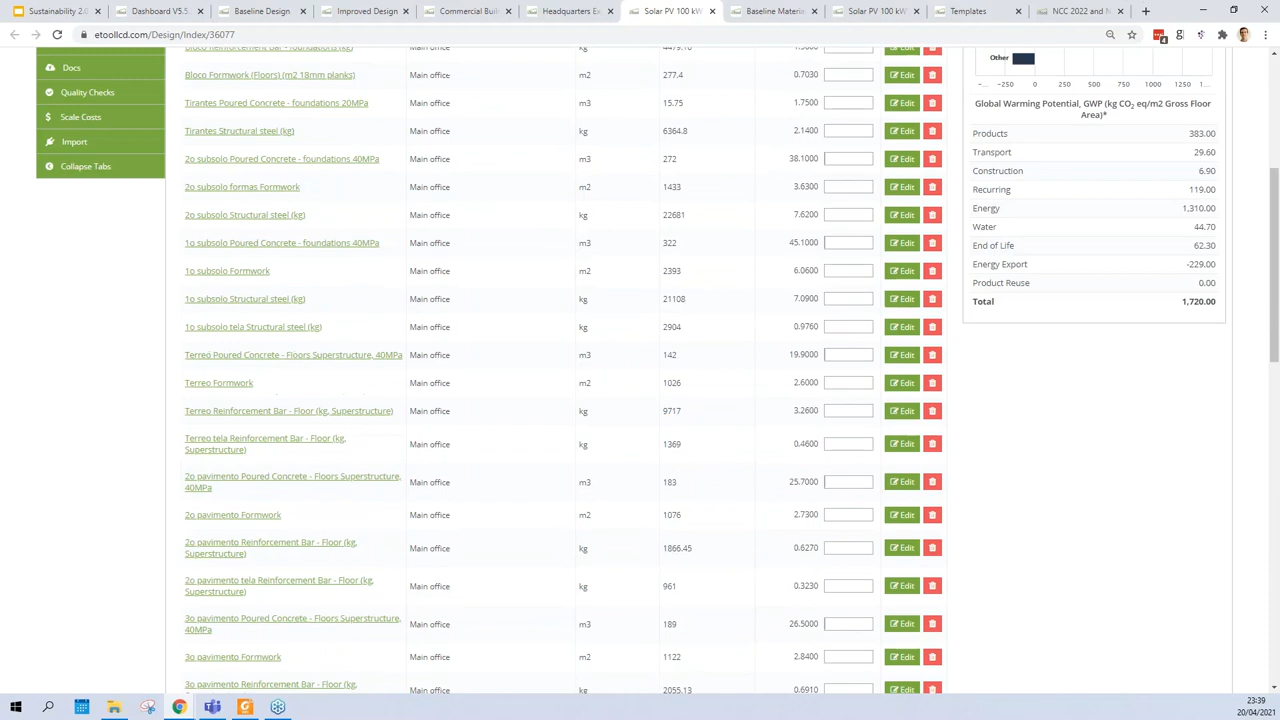 Sustainability 2.0
Dashboard V5.5
Improved Design
Commercial Buil
Headquarters Ex
Solar PV 100 kW
Baseline Materia
Solar PV 100 kW
Templates
NCC 2022 and N
etoollcd.com/Design/Index/36077
Docs
Quality Checks
Scale Costs
Import
Collapse Tabs
Bloco Reinforcement Bar - foundations (kg) Main office kg 4479.16 1.5000 Edit
Bloco Formwork (Floors) (m2 18mm planks) Main office m2 277.4 0.7030 Edit
Tirantes Poured Concrete - foundations 20MPa Main office m3 15.75 1.7500 Edit
Tirantes Structural steel (kg) Main office kg 6364.8 2.1400 Edit
2o subsolo Poured Concrete - foundations 40MPa Main office m3 272 38.1000 Edit
2o subsolo formas Formwork Main office m2 1433 3.6300 Edit
2o subsolo Structural steel (kg) Main office kg 22681 7.6200 Edit
1o subsolo Poured Concrete - foundations 40MPa Main office m3 322 45.1000 Edit
1o subsolo Formwork Main office m2 2393 6.0600 Edit
1o subsolo Structural steel (kg) Main office kg 21108 7.0900 Edit
1o subsolo tela Structural steel (kg) Main office kg 2904 0.9760 Edit
Terreo Poured Concrete - Floors Superstructure, 40MPa Main office m3 142 19.9000 Edit
Terreo Formwork Main office m2 1026 2.6000 Edit
Terreo Reinforcement Bar - Floor (kg, Superstructure) Main office kg 9717 3.2600 Edit
Terreo tela Reinforcement Bar - Floor (kg,
Superstructure) Main office kg 1369 0.4600 Edit
2o pavimento Poured Concrete - Floors Superstructure,
40MPa Main office m3 183 25.7000 Edit
2o pavimento Formwork Main office m2 1076 2.7300 Edit
2o pavimento Reinforcement Bar - Floor (kg,
Superstructure) Main office kg 1866.45 0.6270 Edit
2o pavimento tela Reinforcement Bar - Floor (kg,
Superstructure) Main office kg 961 0.3230 Edit
3o pavimento Poured Concrete - Floors Superstructure,
40MPa Main office m3 189 26.5000 Edit
3o pavimento Formwork Main office m2 1122 2.8400 Edit
3o pavimento Reinforcement Bar - Floor (kg, Main office kg 2055.13 0.6910 Edit
Other
-... -250 0 250 500 750 1000 1250 1...
Global Warming Potential, GWP (kg CO2 eq/m2 Gross Floor
Area)*
Products 383.00
Transport 29.60
Construction 6.90
Recurring 119.00
Energy 1,310.00
Water 44.70
End of Life 62.30
Energy Export -229.00
Product Reuse 0.00
Total 1,720.00
23:39
20/04/2021